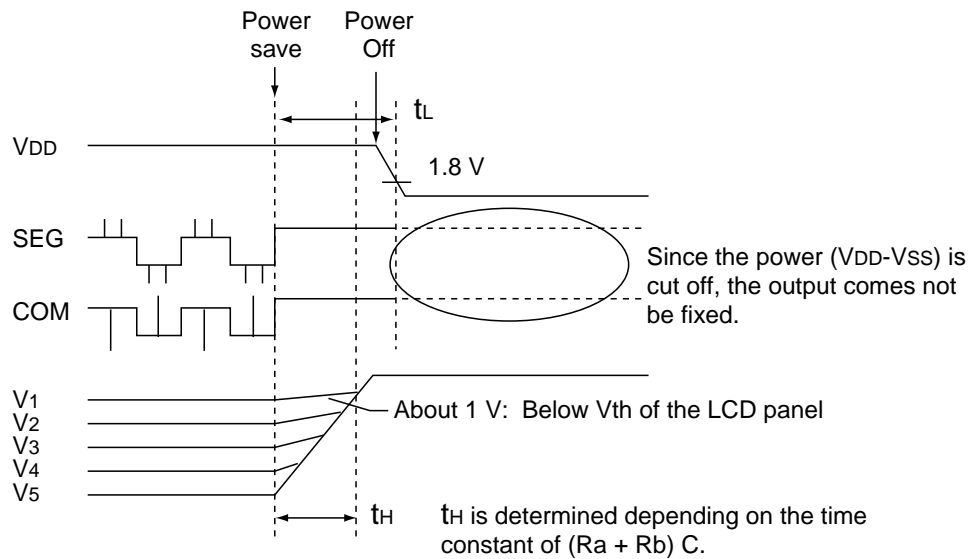 Power
save
Power
Off
tL
VDD
1.8 V
SEG
Since the power (VDD-VSS) is
cut off, the output comes not
be fixed.
COM
V1
About 1 V: Below Vth of the LCD panel
V2
V3
V4
V5
tH
tH is determined depending on the time
constant of (Ra + Rb) C.